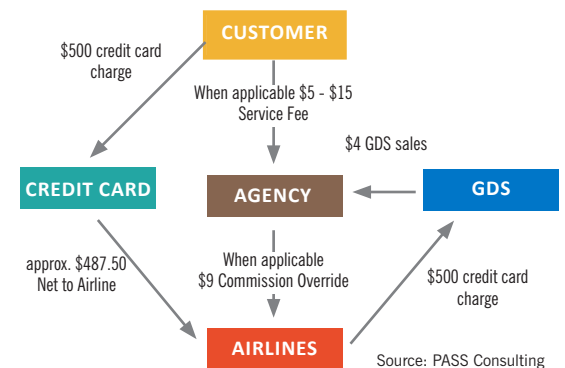 CUSTOMER
$500 credit card
charge
When applicable $5 - $15
Service Fee
$4 GDS sales
CREDIT CARD
AGENCY
GDS
approx. $487.50
Net to Airline
When applicable
$9 Commission Override
$500 credit card
charge
AIRLINES
Source: PASS Consulting